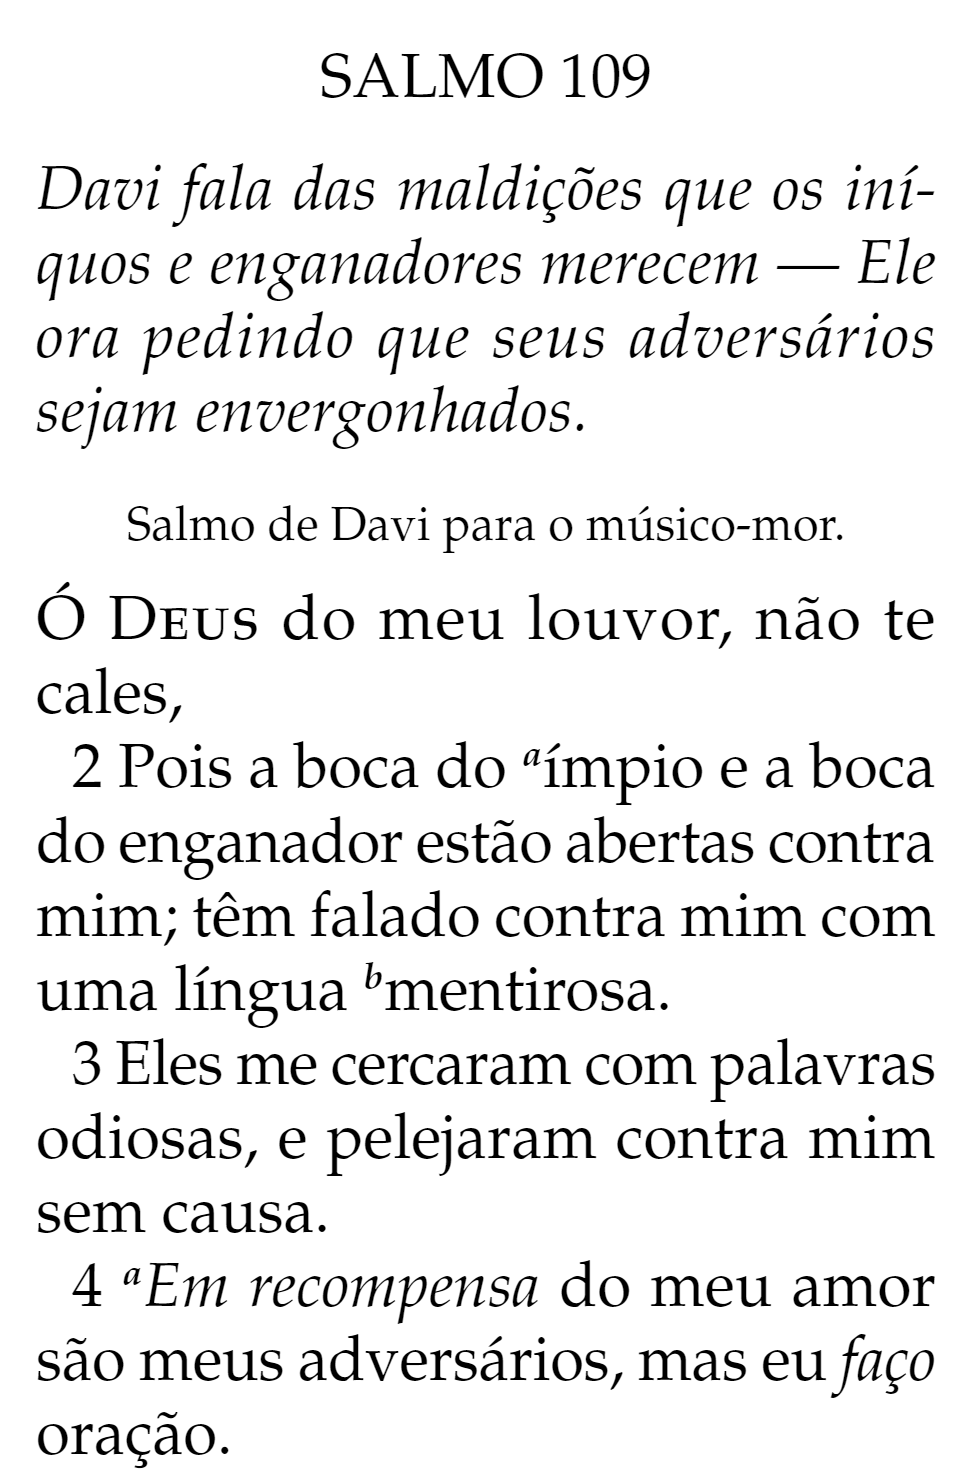 SALMO 109
Davi fala das maldições que os iní-
quos e enganadores merecem — Ele
ora pedindo que seus adversários
sejam envergonhados.
Salmo de Davi para o músico-mor.
Ó DEUS do meu louvor, não te
cales,
2 Pois a boca do aímpio e a boca
do enganador estão abertas contra
mim; têm falado contra mim com
uma língua bmentirosa.
3 Eles me cercaram com palavras
odiosas, e pelejaram contra mim
sem causa.
4 aEm recompensa do meu amor
são meus adversários, mas eu faço
oração.